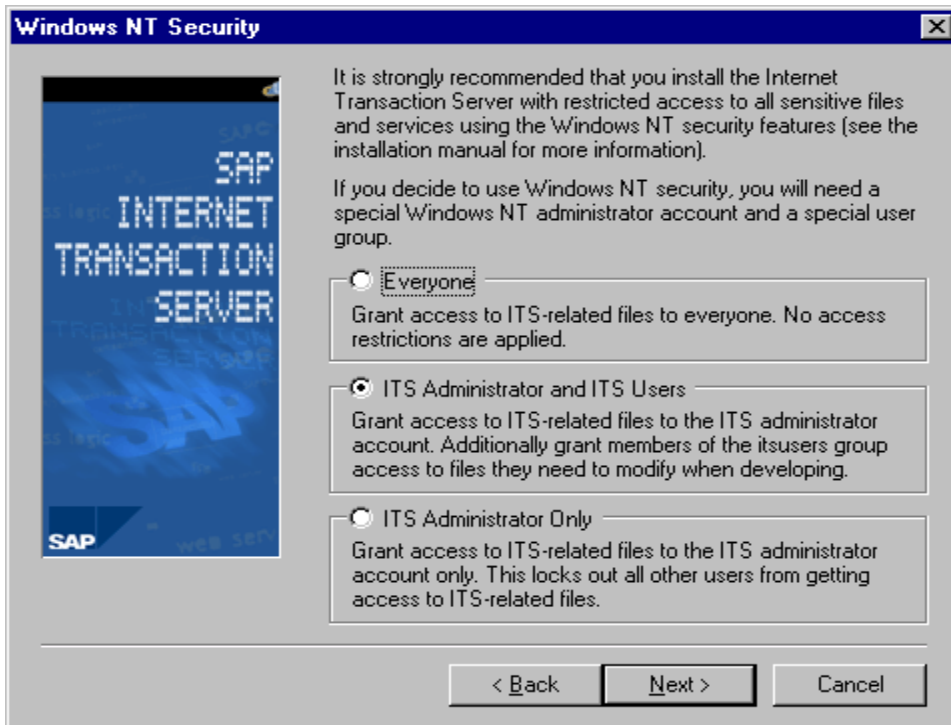 Windows NT Security
SAP
INTERNET
TRANSACTION
SERVER
SAP
It is strongly recommended that you install the Internet
Transaction Server with restricted access to all sensitive files
and services using the Windows NT security features (see the
installation manual for more information).
If you decide to use Windows NT security, you will need a
special Windows NT administrator account and a special user
group.
Everyone
Grant access to ITS-related files to everyone. No access
restrictions are applied.
ITS Administrator and ITS Users
Grant access to ITS-related files to the ITS administrator
account. Additionally grant members of the itsusers group
access to files they need to modify when developing.
ITS Administrator Only
Grant access to ITS-related files to the ITS administrator
account only. This locks out all other users from getting
access to ITS-related files.
< Back
Next >
Cancel